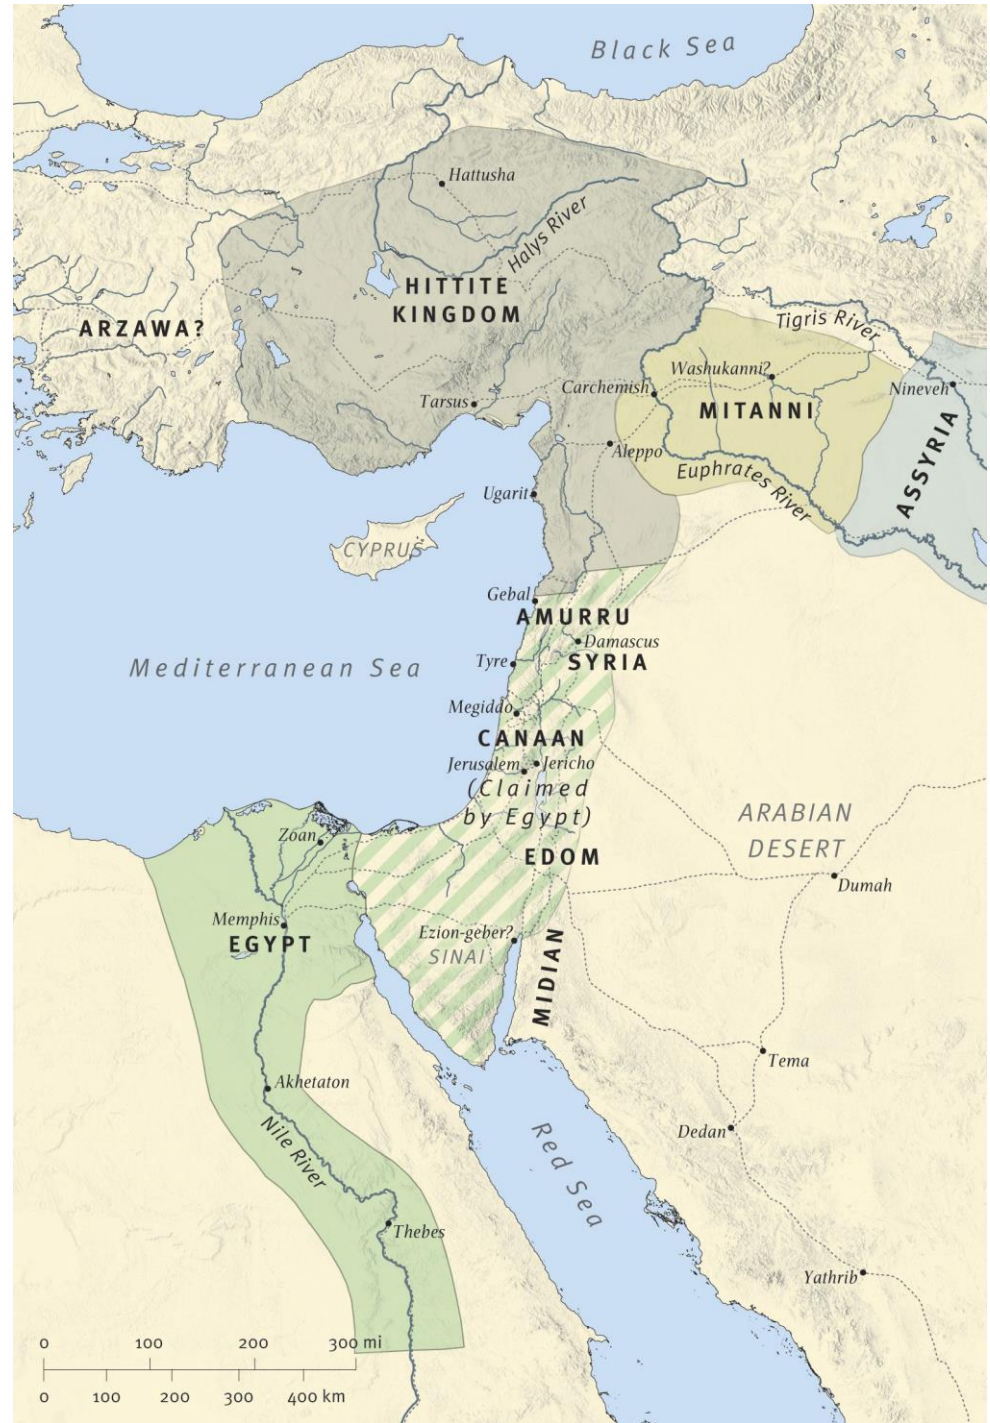 Black Sea
Hattusha
Halys River
HITTITE
KINGDOM
ARZAWA?
Tigris River
Washukanni?
Carchemish
Nineveh
Tarsus
MITANNI
ASSYRIA
Aleppo
Euphrates River
Ugarit
CYPRUS
Gebal
AMURRU
Damascus
Tyre
SYRIA
Mediterranean Sea
Megiddo
CANAAN
Jerusalem
Jericho
(Claimed
by Egypt)
ARABIAN
DESERT
Zoan
EDOM
Dumah
Memphis
EGYPT
Ezion-geber?
SINAI
MIDIAN
Tema
Akhetaton
Nile River
Dedan
Red Sea
Thebes
Yathrib
0 100 200 300 mi
0 100 200 300 400 km